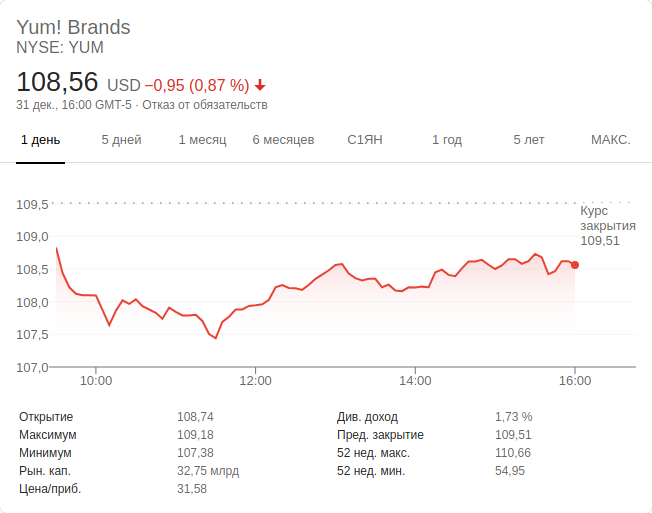 Yum! Brands
NYSE: YUM
108,56 USD −0,95 (0,87 %)
31 дек., 16:00 GMT-5 · Отказ от обязательств
1 день 5 дней 1 месяц 6 месяцев С1ЯН 1 год 5 лет МАКС.
109,5
Курс
закрытия
109,51
109,0
108,5
108,0
107,5
107,0
10:00 12:00 14:00 16:00
Открытие 108,74 Див. доход 1,73 %
Максимум 109,18 Пред. закрытие 109,51
Минимум 107,38 52 нед. макс. 110,66
Рын. кап. 32,75 млрд 52 нед. мин. 54,95
Цена/приб. 31,58